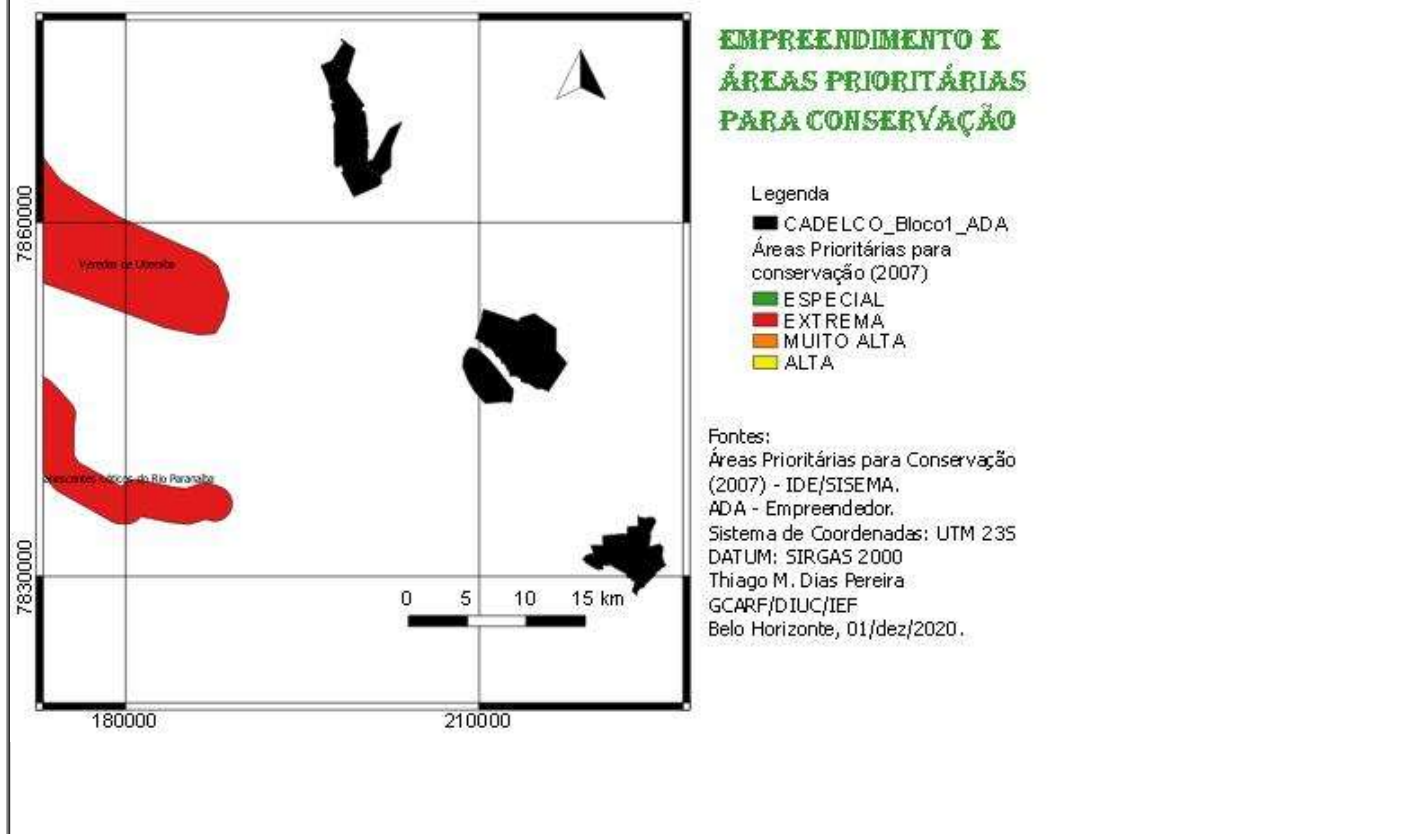 EMPREENDIMENTO E
ÁREAS PRIORITÁRIAS
PARA CONSERVAÇÃO
Legenda
CADELCO_Bloco1_ADA
Áreas Prioritárias para
conservação (2007)
ESPECIAL
EXTREMA
MUITO ALTA
ALTA
Fontes:
Áreas Prioritárias para Conservação
(2007) - IDE/SISEMA.
ADA - Empreendedor.
Sistema de Coordenadas: UTM 23S
DATUM: SIRGAS 2000
Thiago M. Dias Pereira
GCARF/DIUC/IEF
Belo Horizonte, 01/dez/2020.
7860000
Veredas de Uberaba
do Rio Paranaíba
7830000
0 5 10 15 km
180000
210000